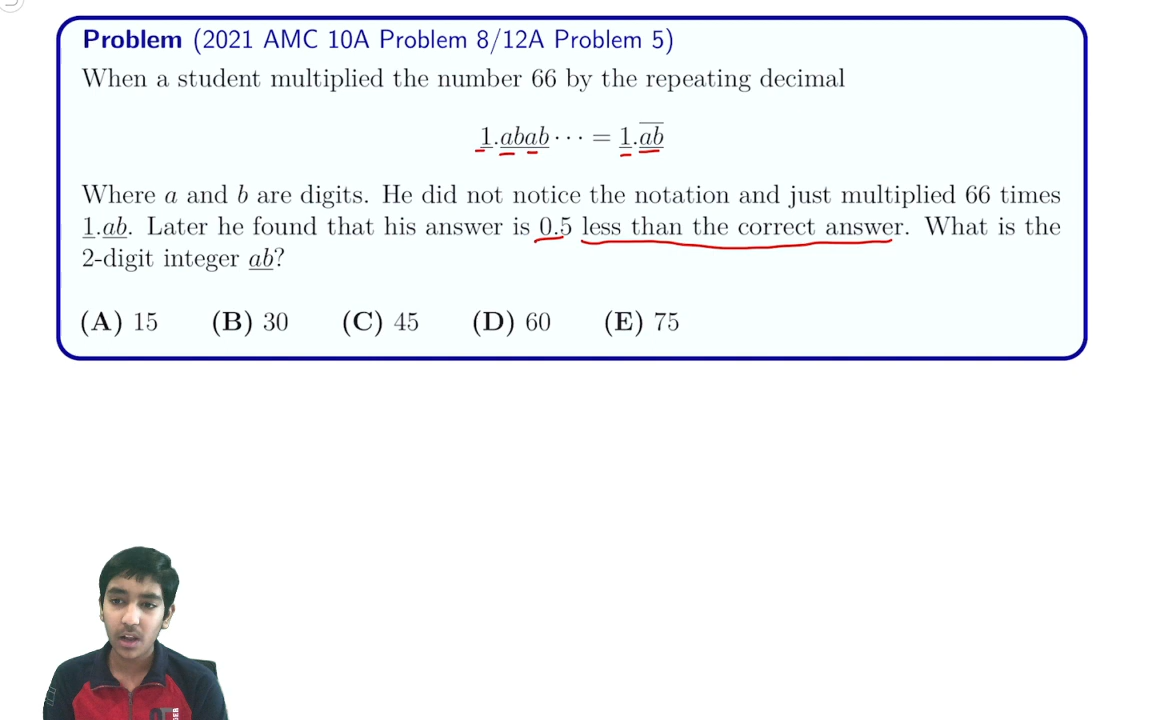 Problem (2021 AMC 10A Problem 8/12A Problem 5)
When a student multiplied the number 66 by the repeating decimal
1.abab··· = 1.a̅b̅
Where a and b are digits. He did not notice the notation and just multiplied 66 times
1.ab. Later he found that his answer is 0.5 less than the correct answer. What is the
2-digit integer ab?
(A) 15 (B) 30 (C) 45 (D) 60 (E) 75